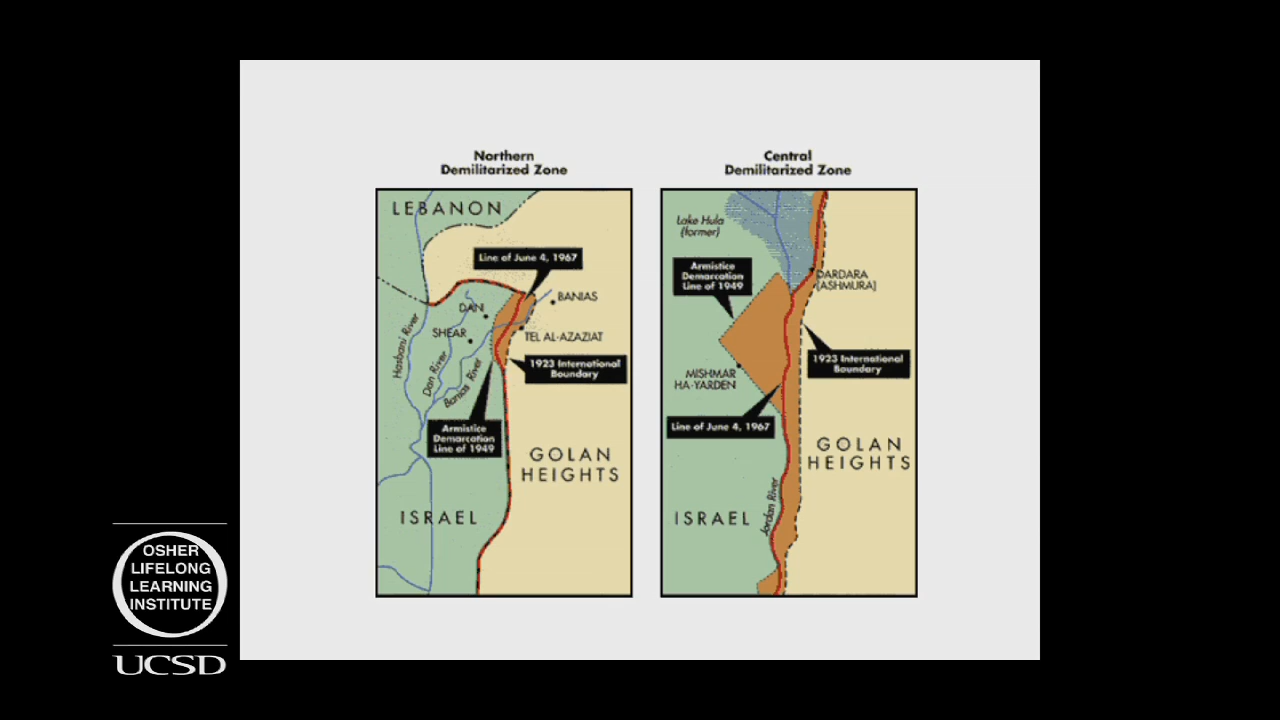 Northern
Demilitarized Zone
LEBANON
Line of June 4, 1967
BANIAS
DAN
SHEAR
TEL AL-AZAZIAT
Hasbani River
Dan River
Banias River
1923 International
Boundary
Armistice
Demarcation
Line of 1949
GOLAN
HEIGHTS
ISRAEL
Central
Demilitarized Zone
Lake Hula
(former)
Armistice
Demarcation
Line of 1949
DARDARA
(ASHMURA)
1923 International
Boundary
MISHMAR
HA-YARDEN
Line of June 4, 1967
GOLAN
HEIGHTS
ISRAEL
Jordan River
OSHER
LIFELONG
LEARNING
INSTITUTE
UCSD